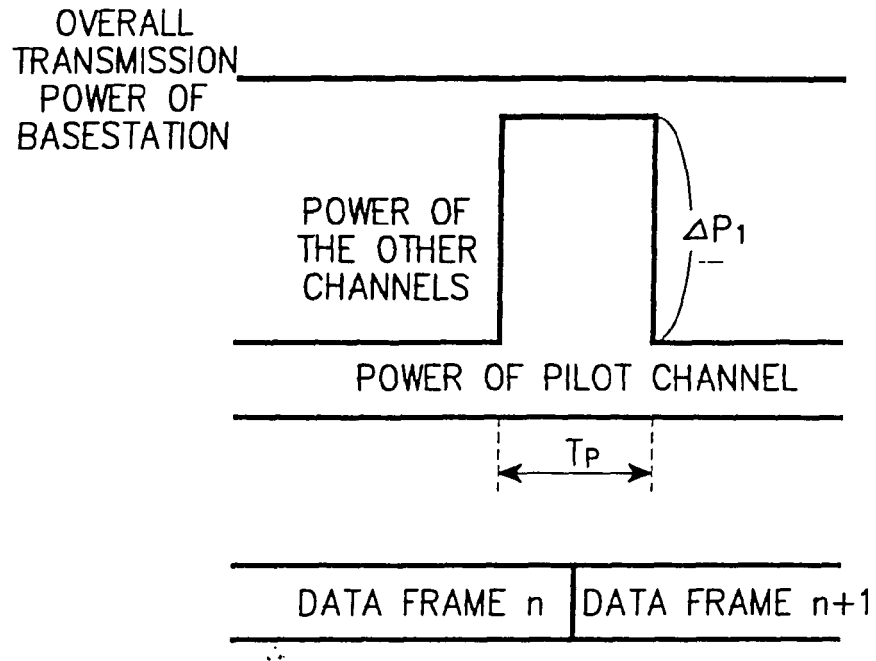 OVERALL
TRANSMISSION
POWER OF
BASESTATION
POWER OF
THE OTHER
CHANNELS
ΔP1
POWER OF PILOT CHANNEL
TP
DATA FRAME n
DATA FRAME n+1